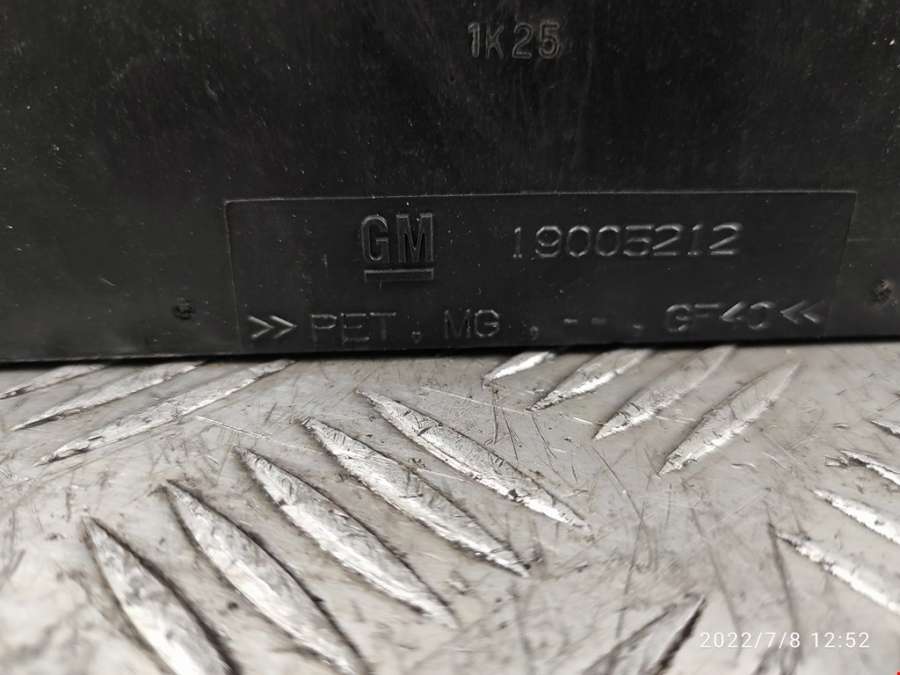 1K25
GM 19005212
>> PET . MG . -- . GF40 <<
2022/7/8 12:52